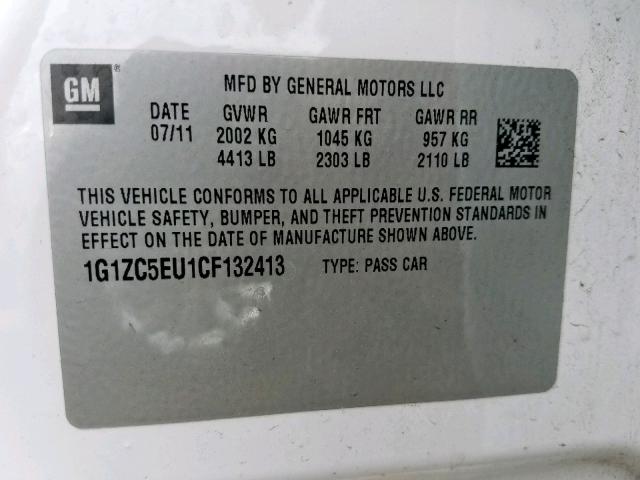 GM®
MFD BY GENERAL MOTORS LLC
DATE GVWR GAWR FRT GAWR RR
07/11 2002 KG 1045 KG 957 KG
4413 LB 2303 LB 2110 LB
THIS VEHICLE CONFORMS TO ALL APPLICABLE U.S. FEDERAL MOTOR
VEHICLE SAFETY, BUMPER, AND THEFT PREVENTION STANDARDS IN
EFFECT ON THE DATE OF MANUFACTURE SHOWN ABOVE.
1G1ZC5EU1CF132413 TYPE: PASS CAR